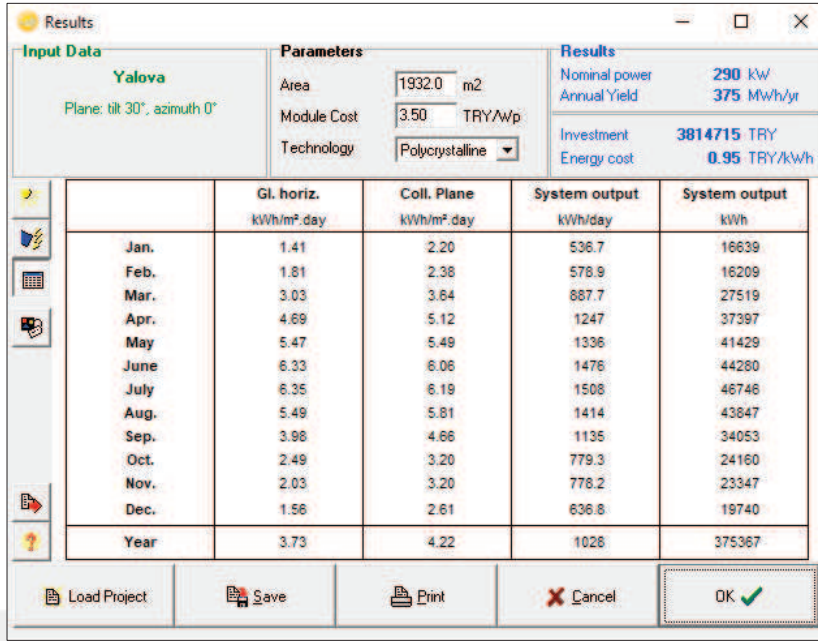 Results
Input Data
Yalova
Plane: tilt 30°, azimuth 0°
Parameters
Area 1932.0 m2
Module Cost 3.50 TRY/Wp
Technology Polycrystalline
Results
Nominal power 290 kW
Annual Yield 375 MWh/yr
Investment 3814715 TRY
Energy cost 0.95 TRY/kWh
Gl. horiz. Coll. Plane System output System output
kWh/m².day kWh/m².day kWh/day kWh
Jan. 1.41 2.20 536.7 16639
Feb. 1.81 2.38 578.9 16209
Mar. 3.03 3.64 887.7 27519
Apr. 4.69 5.12 1247 37397
May 5.47 5.49 1336 41429
June 6.33 6.06 1476 44280
July 6.35 6.19 1508 46746
Aug. 5.49 5.81 1414 43847
Sep. 3.98 4.66 1135 34053
Oct. 2.49 3.20 779.3 24160
Nov. 2.03 3.20 778.2 23347
Dec. 1.56 2.61 636.8 19740
Year 3.73 4.22 1028 375367
Load Project Save Print Cancel OK